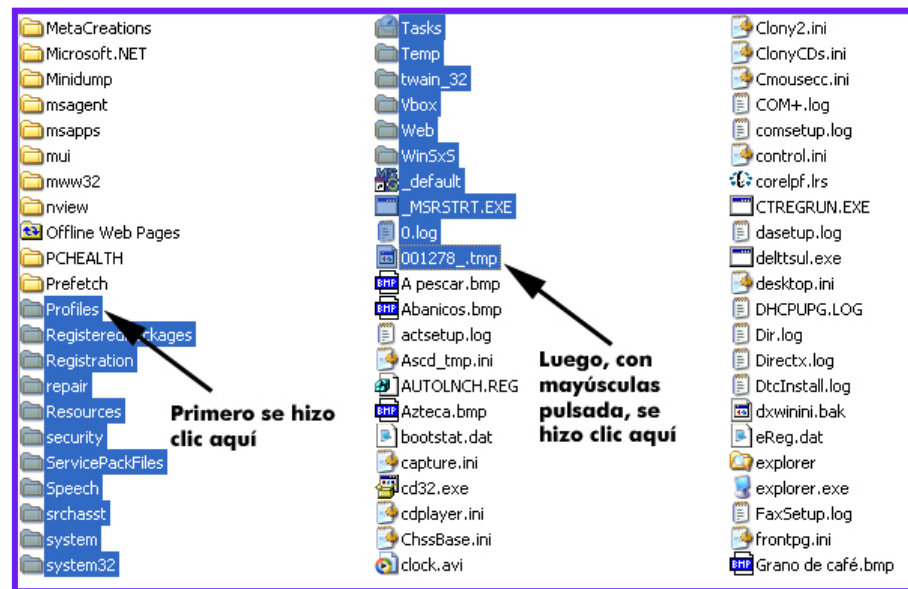 MetaCreations
Microsoft.NET
Minidump
msagent
msapps
mui
mww32
nview
Offline Web Pages
PCHEALTH
Prefetch
Profiles
RegisteredPackages
Registration
repair
Resources
security
ServicePackFiles
Speech
srchasst
system
system32
Primero se hizo
clic aquí
Tasks
Temp
twain_32
Vbox
Web
WinSxS
_default
_MSRSTRT.EXE
0.log
001278_.tmp
A pescar.bmp
Abanicos.bmp
actsetup.log
Ascd_tmp.ini
AUTOLNCH.REG
Azteca.bmp
bootstat.dat
capture.ini
cd32.exe
cdplayer.ini
ChssBase.ini
clock.avi
Luego, con
mayúsculas
pulsada, se
hizo clic aquí
Clony2.ini
ClonyCDs.ini
Cmousecc.ini
COM+.log
comsetup.log
control.ini
corelpf.lrs
CTREGRUN.EXE
dasetup.log
delttsul.exe
desktop.ini
DHCPUPG.LOG
Dir.log
Directx.log
DtcInstall.log
dxwinini.bak
eReg.dat
explorer
explorer.exe
FaxSetup.log
frontpg.ini
Grano de café.bmp